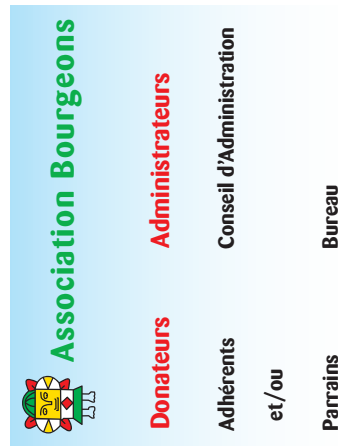 Association Bourgeons
Donateurs Administrateurs
Adhérents Conseil d'Administration
et/ou
Parrains Bureau